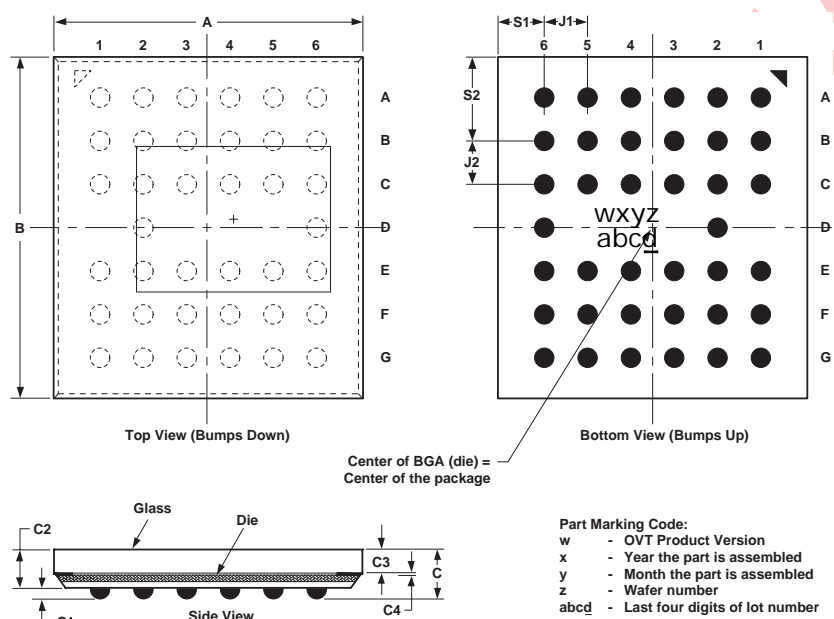 A
S1
J1
1 2 3 4 5 6
6 5 4 3 2 1
A
B
C
D
E
F
G
B
S2
J2
A
B
C
D
E
F
G
wxyz
abcd
Top View (Bumps Down)
Bottom View (Bumps Up)
Center of BGA (die) =
Center of the package
Glass
Die
C2
C3
C
C4
Side View
Part Marking Code:
w - OVT Product Version
x - Year the part is assembled
y - Month the part is assembled
z - Wafer number
abcd - Last four digits of lot number